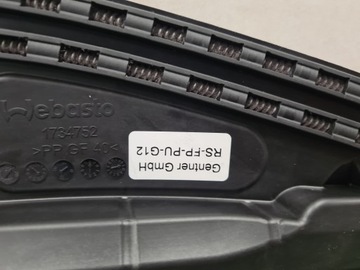 Webasto
1734752
>PP GF 40<
Gentner GmbH
RS-FP-PU-G12